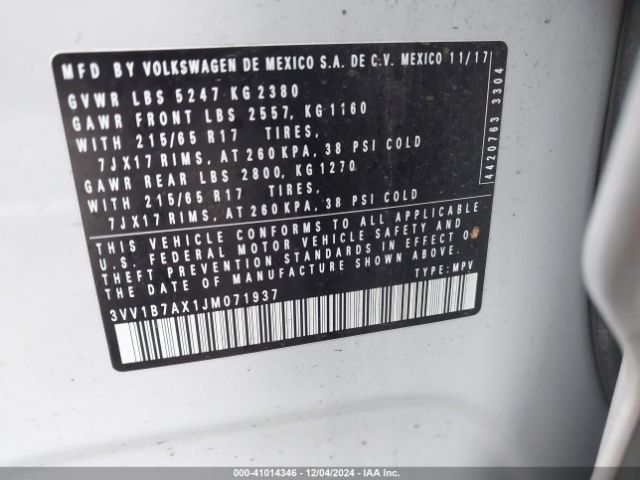 MFD BY VOLKSWAGEN DE MEXICO S.A. DE C.V. MEXICO 11/17
GVWR LBS 5247 KG 2380
GAWR FRONT LBS 2557, KG 1160
WITH 215/65 R17 TIRES,
7JX17 RIMS, AT 260 KPA, 38 PSI COLD
GAWR REAR LBS 2800, KG 1270
WITH 215/65 R17 TIRES,
7JX17 RIMS, AT 260 KPA, 38 PSI COLD
THIS VEHICLE CONFORMS TO ALL APPLICABLE
U.S. FEDERAL MOTOR VEHICLE SAFETY AND
THEFT PREVENTION STANDARDS IN EFFECT ON
THE DATE OF MANUFACTURE SHOWN ABOVE.
TYPE: MPV
3VV1B7AX1JM071937
4420763 3304
000-41014346 - 12/04/2024 - IAA Inc.